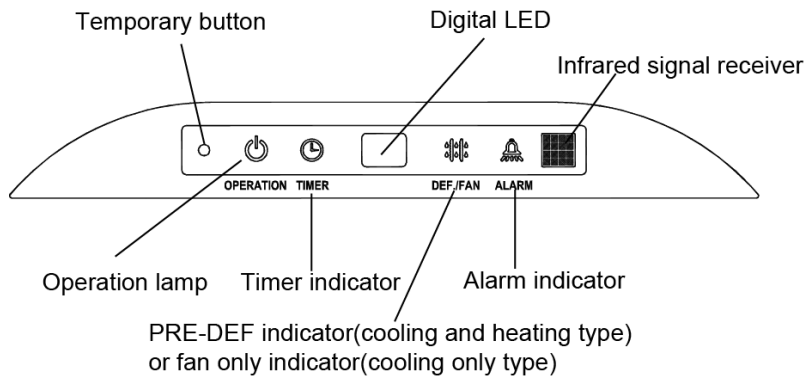 Temporary button
Digital LED
Infrared signal receiver
OPERATION TIMER DEF./FAN ALARM
Operation lamp
Timer indicator
Alarm indicator
PRE-DEF indicator(cooling and heating type)
or fan only indicator(cooling only type)